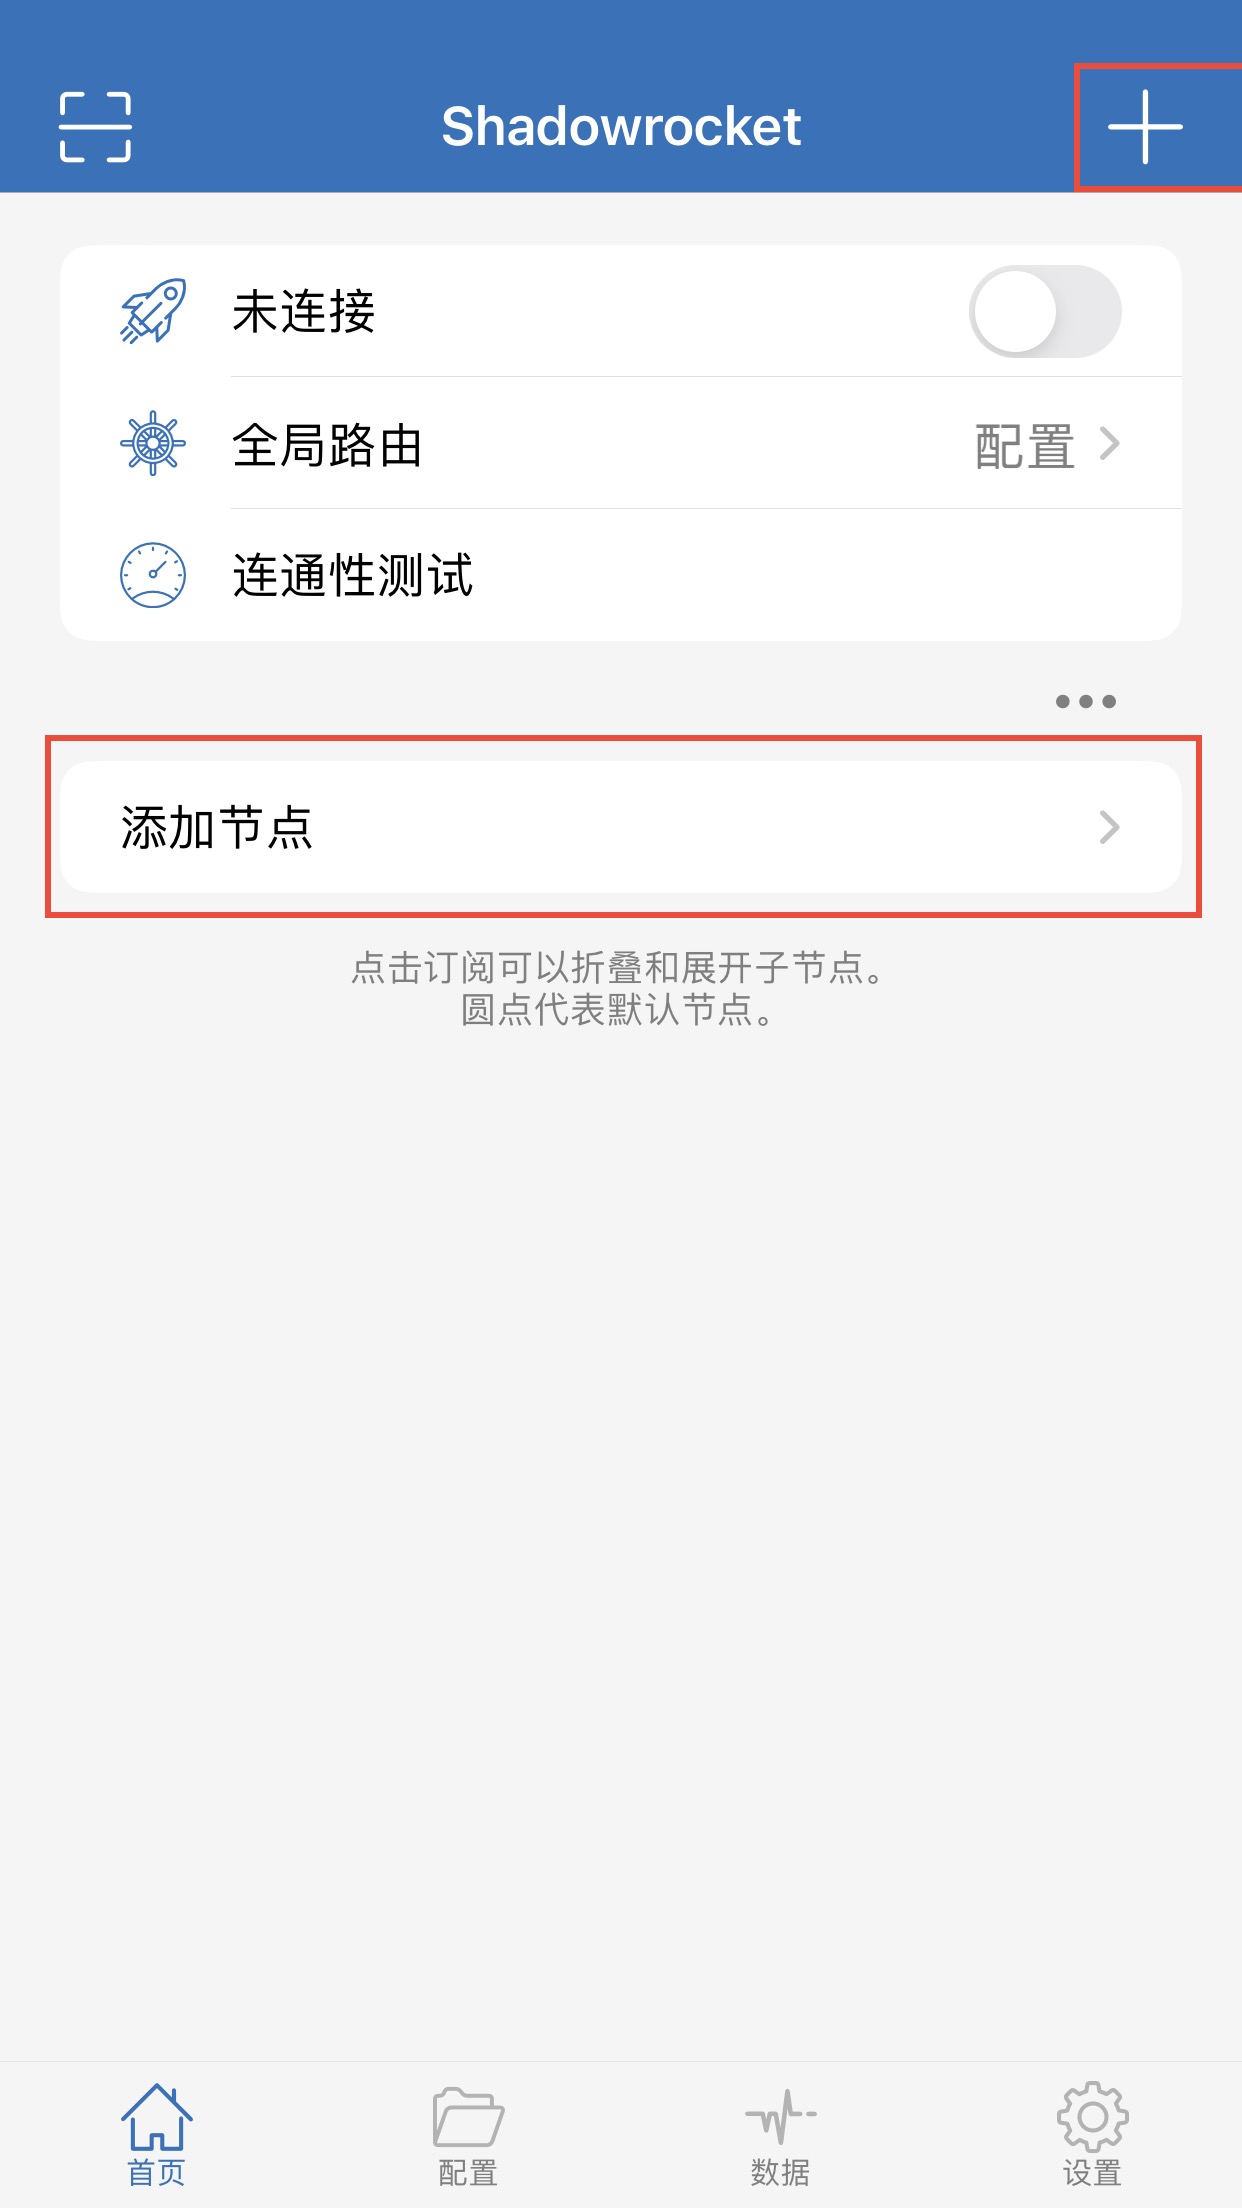 Shadowrocket
未连接
全局路由
配置
连通性测试
添加节点
点击订阅可以折叠和展开子节点。
圆点代表默认节点。
首页
配置
数据
设置